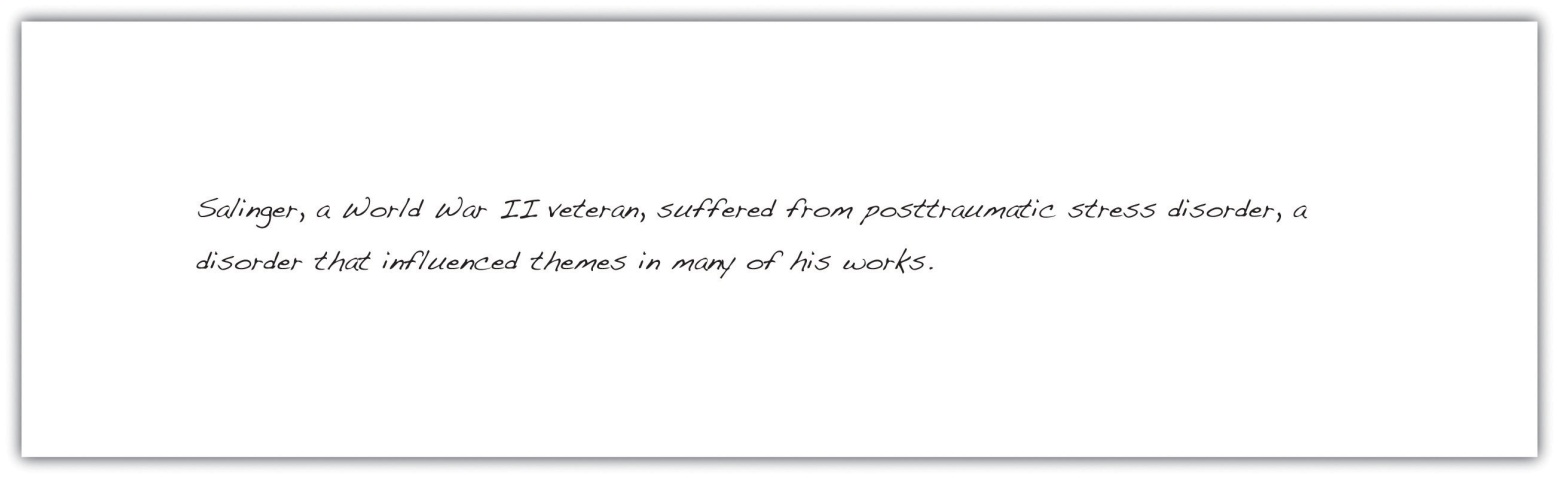 Salinger, a World War II veteran, suffered from posttraumatic stress disorder, a
disorder that influenced themes in many of his works.